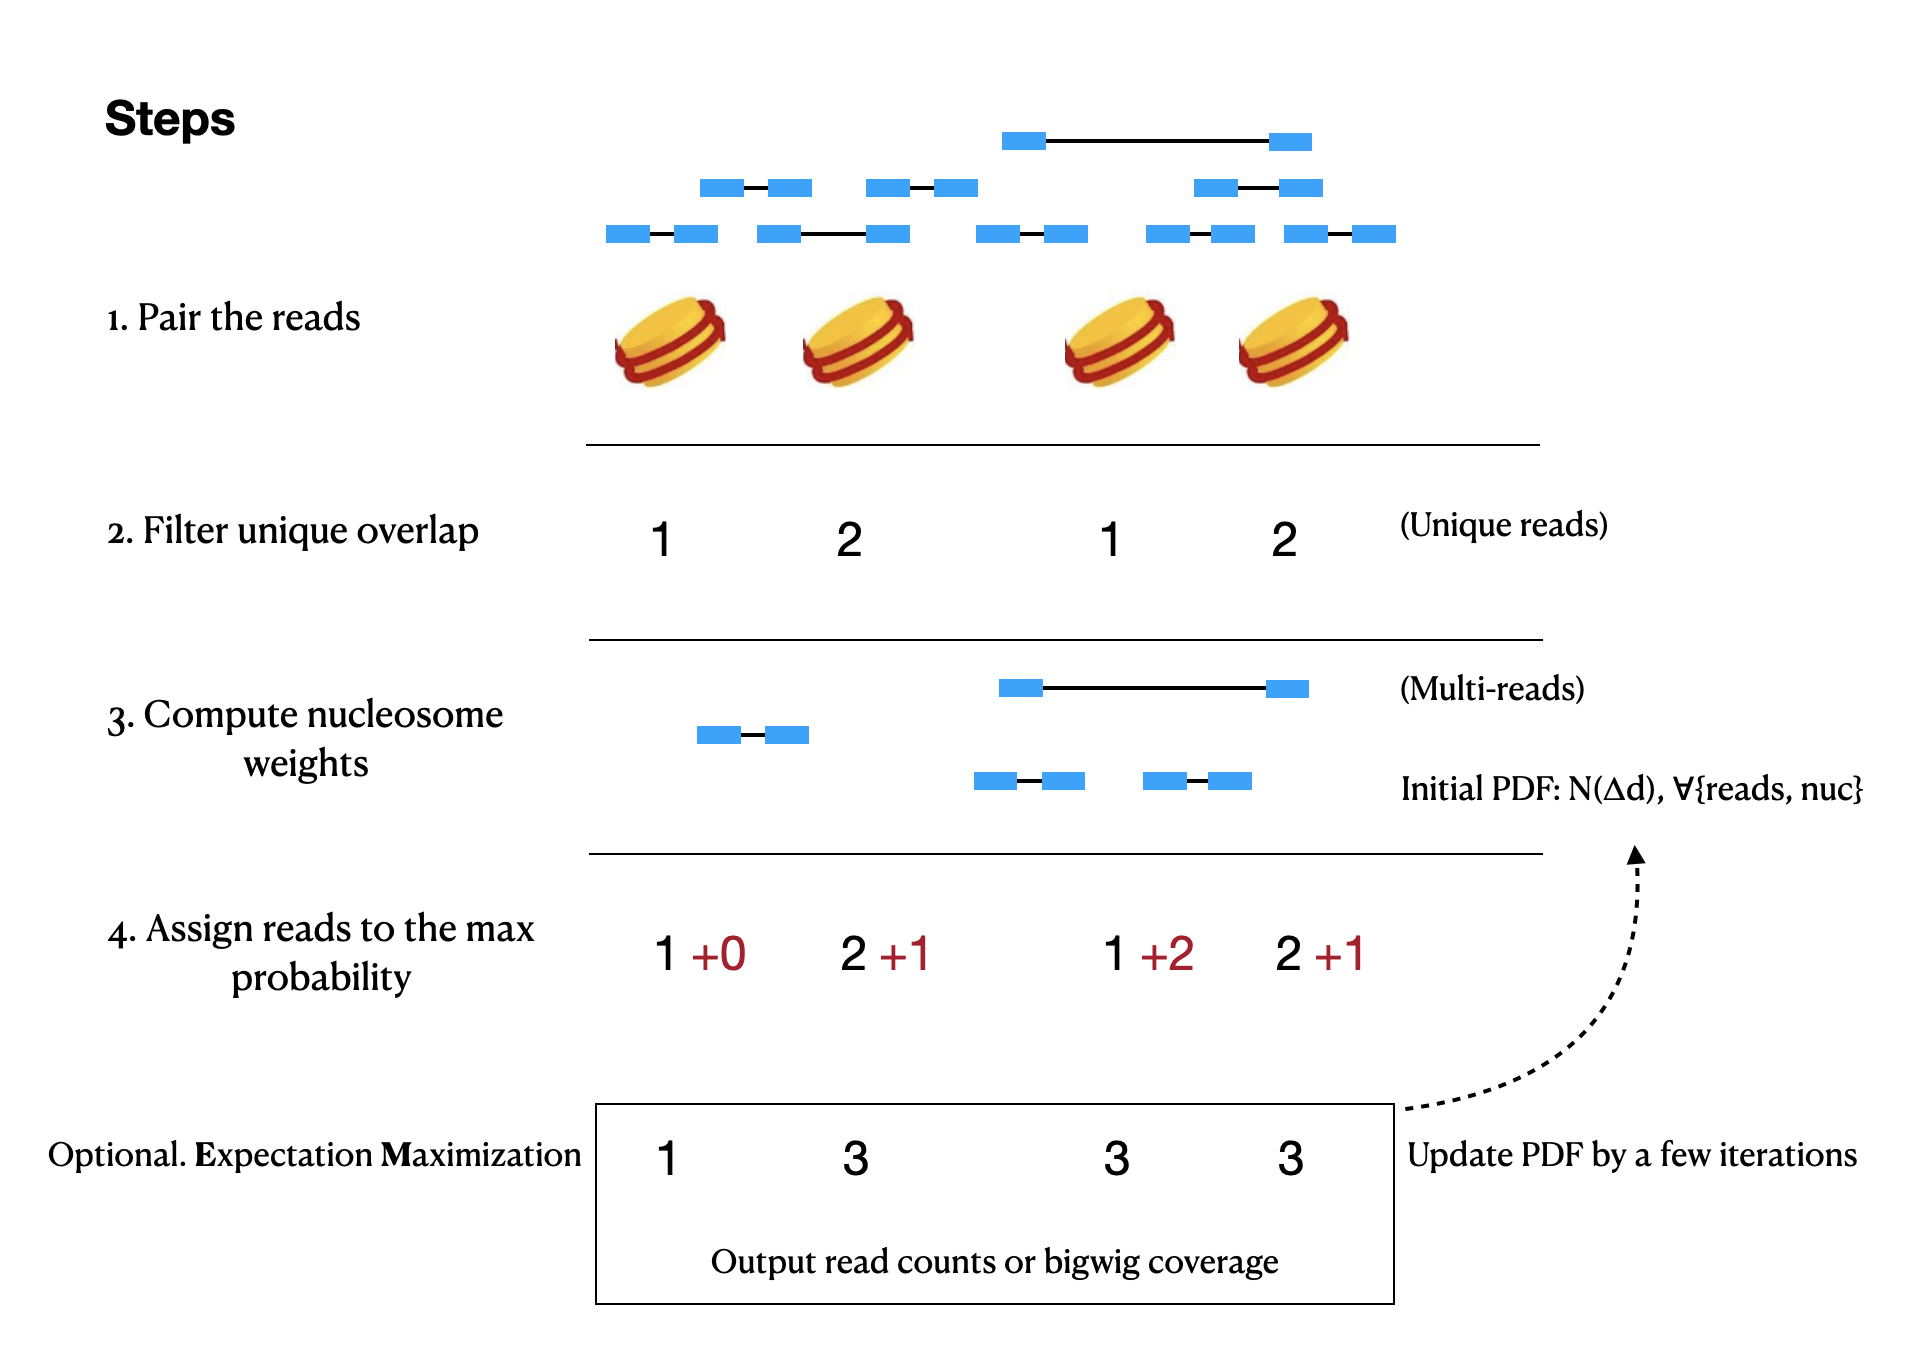 Steps
1. Pair the reads
2. Filter unique overlap
1 2 1 2
(Unique reads)
3. Compute nucleosome
weights
(Multi-reads)
Initial PDF: N(Δd), ∀{reads, nuc}
4. Assign reads to the max
probability
1 +0 2 +1 1 +2 2 +1
Optional. Expectation Maximization
1 3 3 3
Update PDF by a few iterations
Output read counts or bigwig coverage